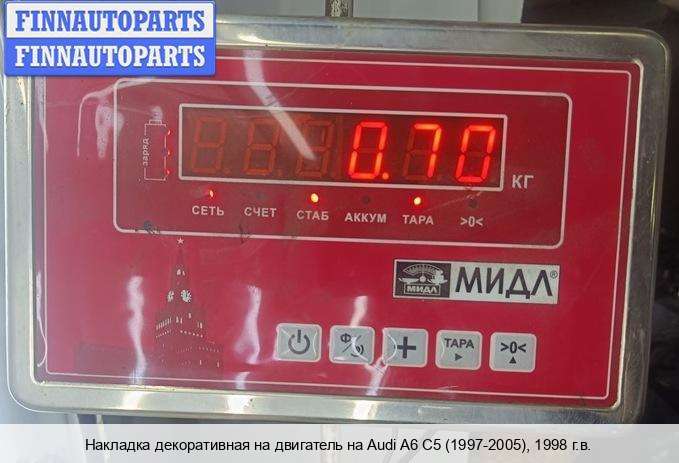 FINNAUTOPARTS
FINNAUTOPARTS
заряд
0.70
КГ
СЕТЬ СЧЕТ СТАБ АККУМ ТАРА >0<
МИДЛ МИДЛ®
Ф/ + ТАРА >0<
Накладка декоративная на двигатель на Audi A6 C5 (1997-2005), 1998 г.в.